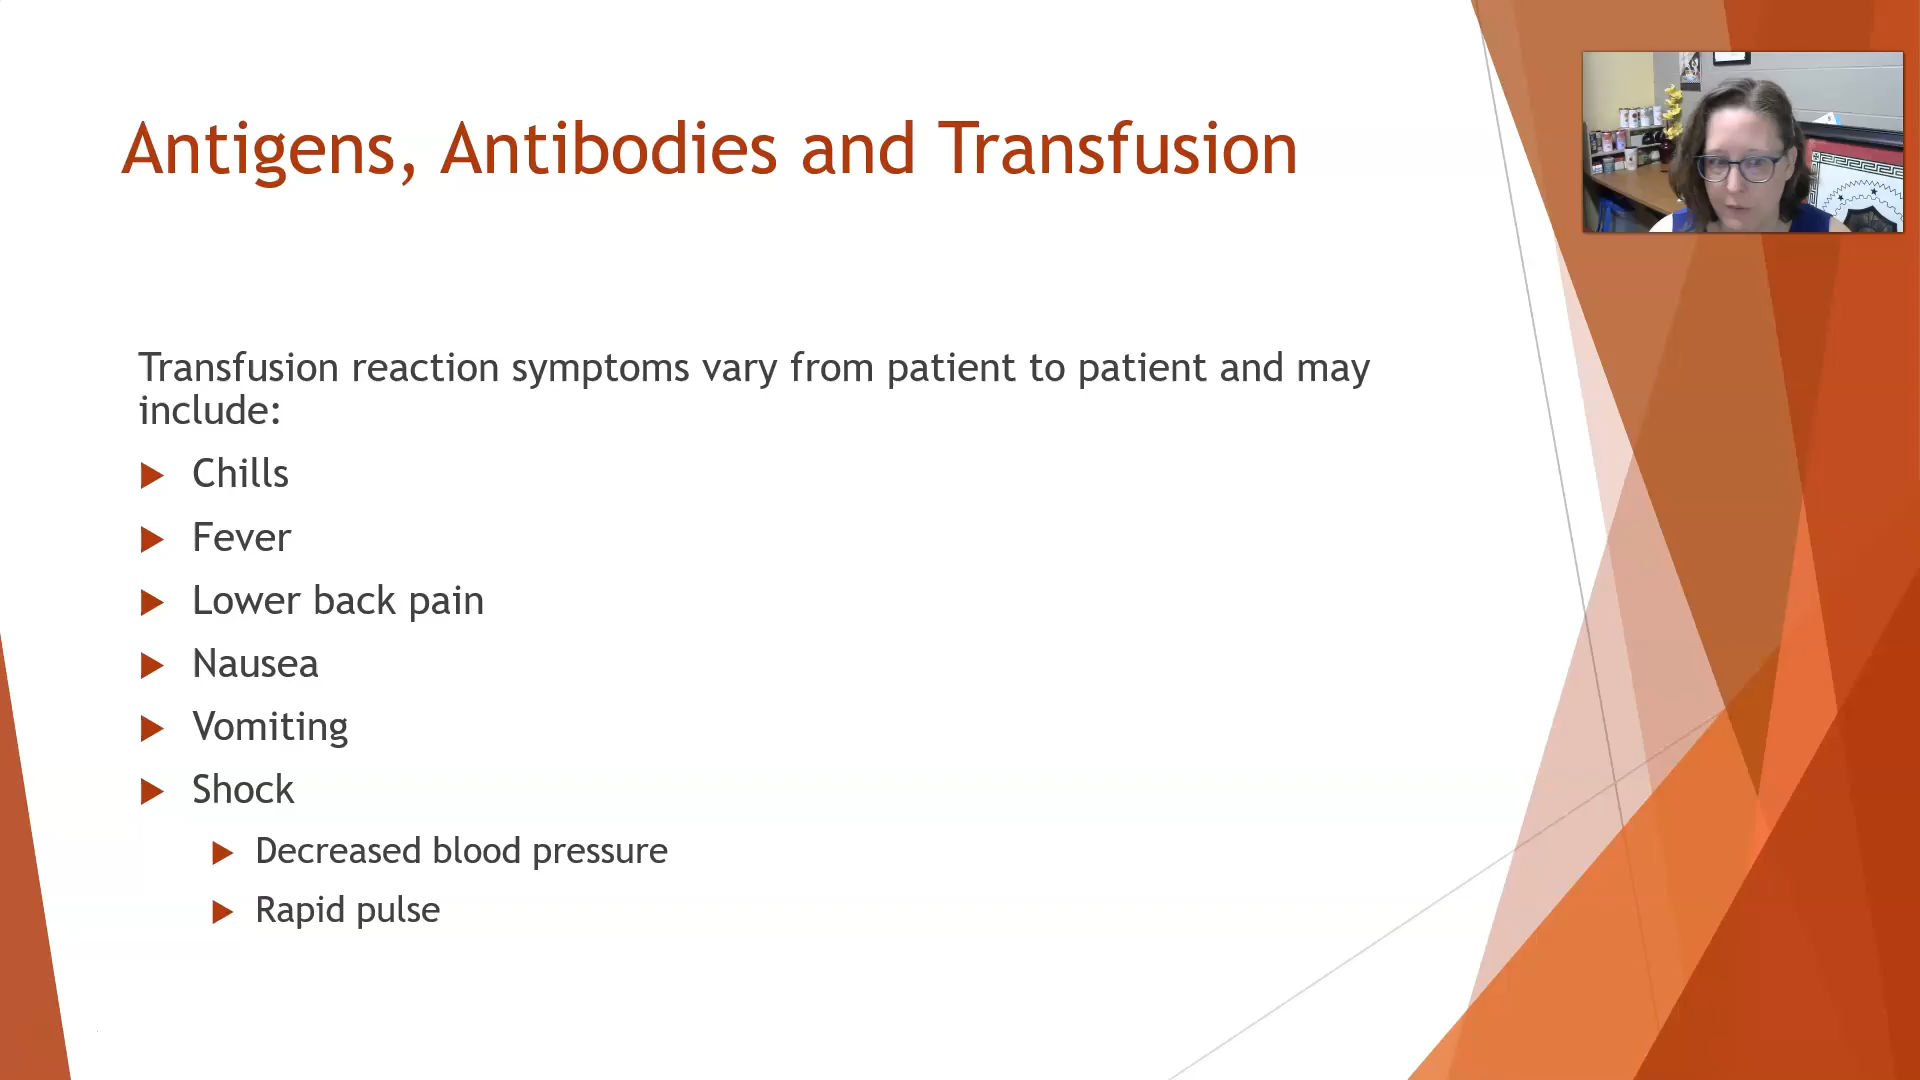 Antigens, Antibodies and Transfusion
Transfusion reaction symptoms vary from patient to patient and may
include:
Chills
Fever
Lower back pain
Nausea
Vomiting
Shock
Decreased blood pressure
Rapid pulse